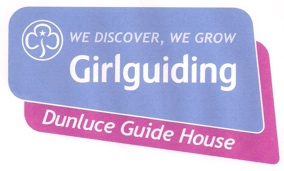 WE DISCOVER, WE GROW
Girlguiding
Dunluce Guide House